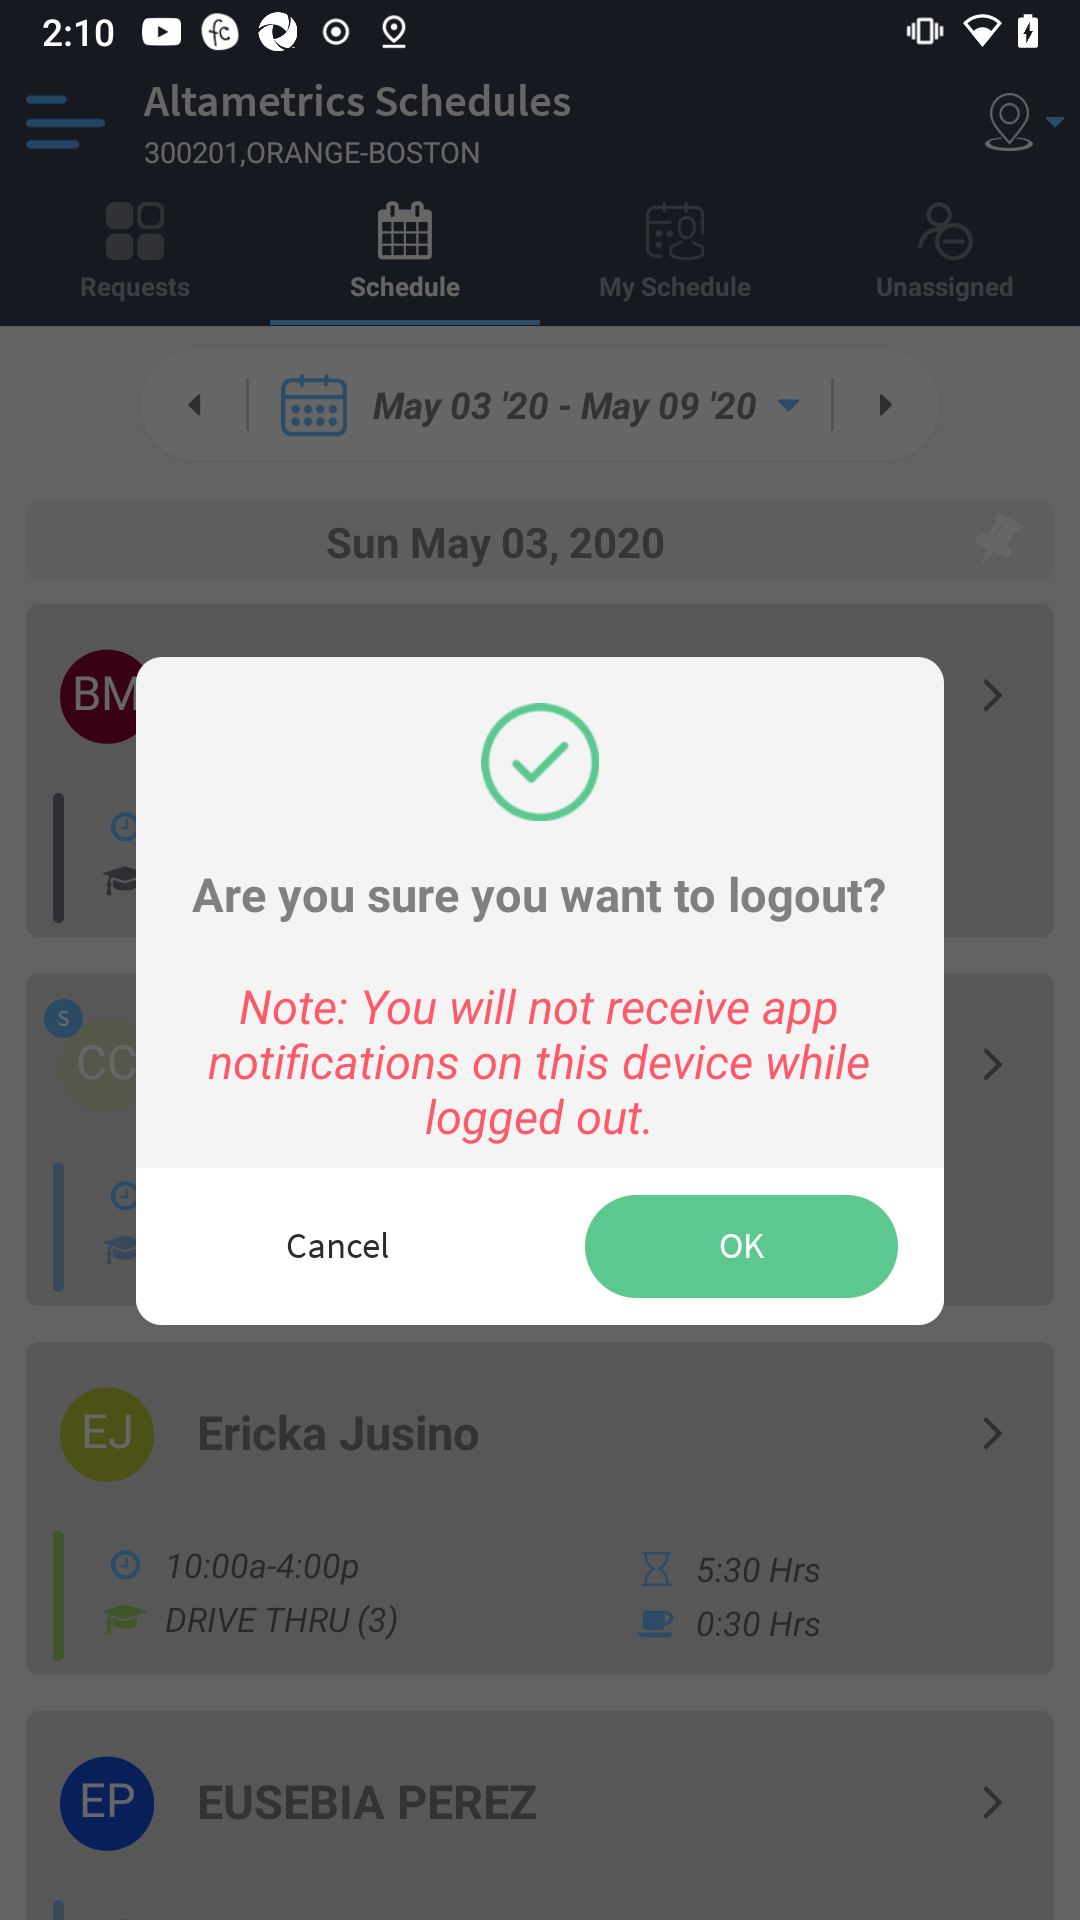 2:10
Altametrics Schedules
300201,ORANGE-BOSTON
Requests
Schedule
My Schedule
Unassigned
May 03 '20 - May 09 '20
Sun May 03, 2020
BM
Are you sure you want to logout?
Note: You will not receive app
notifications on this device while
logged out.
S
CC
Cancel
OK
EJ
Ericka Jusino
10:00a-4:00p
5:30 Hrs
DRIVE THRU (3)
0:30 Hrs
EP
EUSEBIA PEREZ